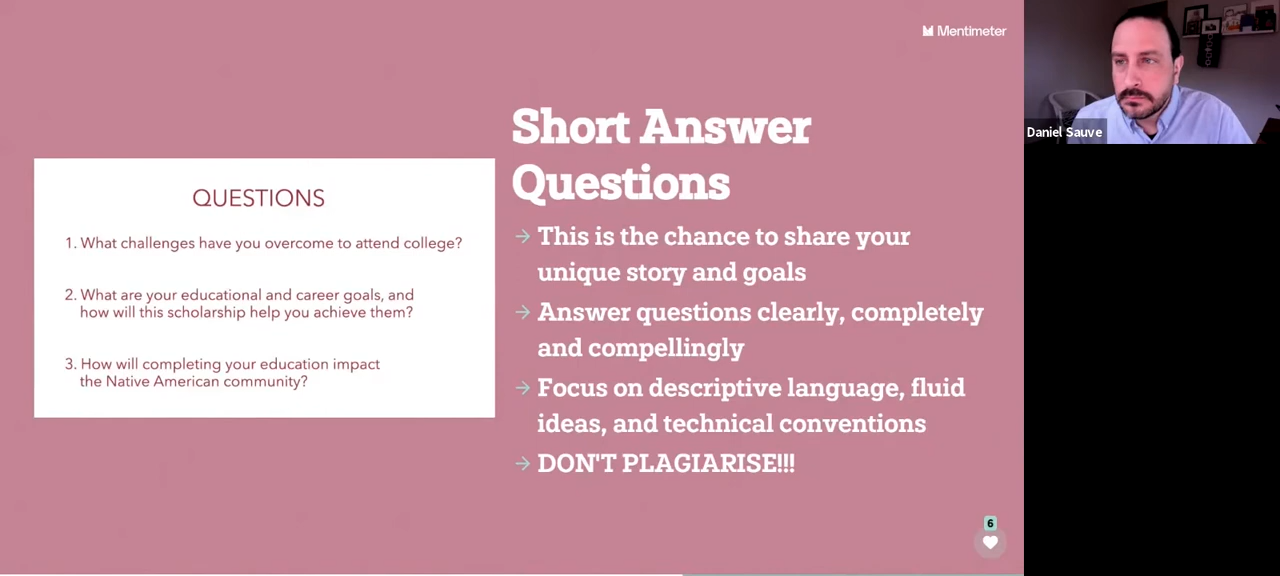 Mentimeter
Short Answer
Questions
QUESTIONS
1. What challenges have you overcome to attend college?
2. What are your educational and career goals, and
how will this scholarship help you achieve them?
3. How will completing your education impact
the Native American community?
→ This is the chance to share your
unique story and goals
→ Answer questions clearly, completely
and compellingly
→ Focus on descriptive language, fluid
ideas, and technical conventions
→ DON'T PLAGIARISE!!!
6
Daniel Sauve